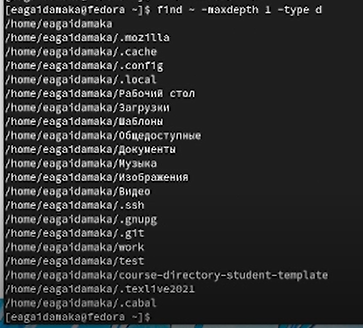 [eagaidamaka@fedora ~]$ find ~ -maxdepth 1 -type d
/home/eagaidamaka
/home/eagaidamaka/.mozilla
/home/eagaidamaka/.cache
/home/eagaidamaka/.config
/home/eagaidamaka/.local
/home/eagaidamaka/Рабочий стол
/home/eagaidamaka/Загрузки
/home/eagaidamaka/Шаблоны
/home/eagaidamaka/Общедоступные
/home/eagaidamaka/Документы
/home/eagaidamaka/Музыка
/home/eagaidamaka/Изображения
/home/eagaidamaka/Видео
/home/eagaidamaka/.ssh
/home/eagaidamaka/.gnupg
/home/eagaidamaka/.git
/home/eagaidamaka/work
/home/eagaidamaka/test
/home/eagaidamaka/course-directory-student-template
/home/eagaidamaka/.texlive2021
/home/eagaidamaka/.cabal
[eagaidamaka@fedora ~]$